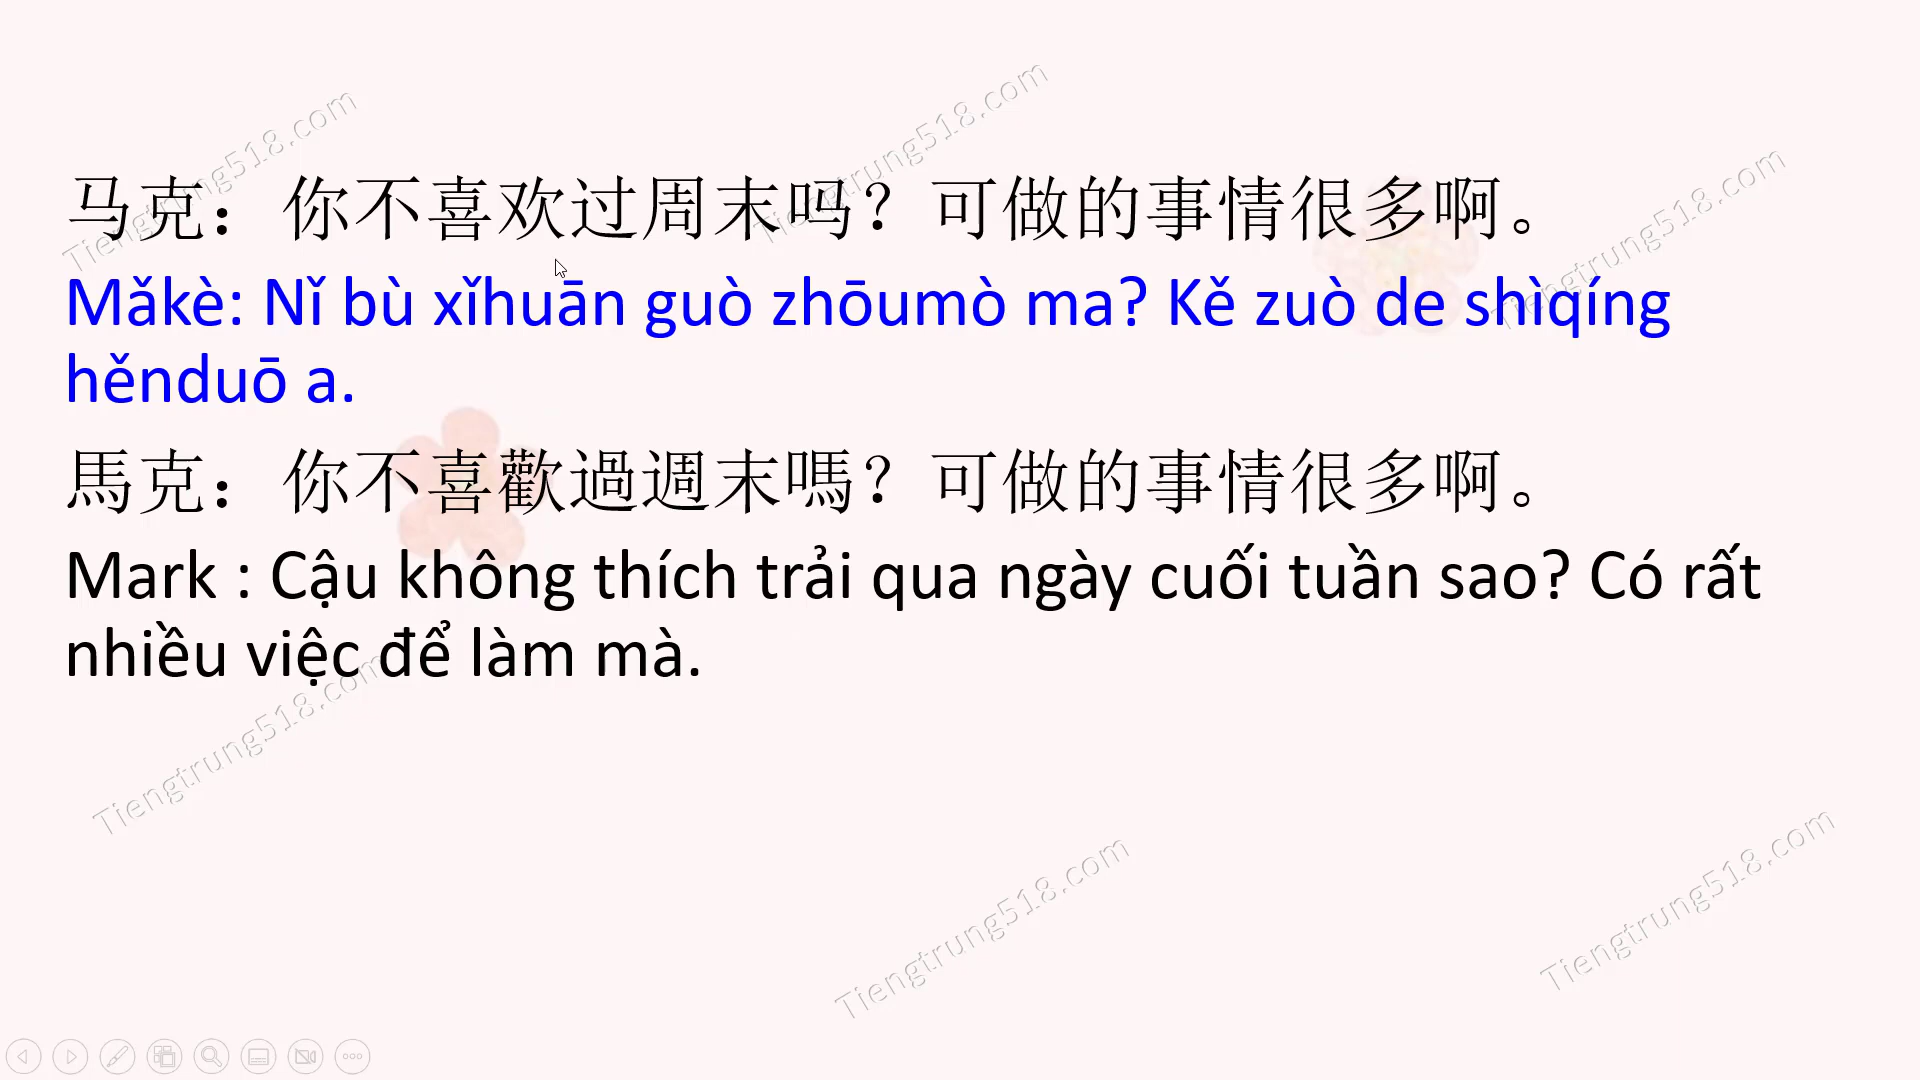 Tiengtrung518.com
Tiengtrung518.com
Tiengtrung518.com
马克：你不喜欢过周末吗？可做的事情很多啊。
Mǎkè: Nǐ bù xǐhuān guò zhōumò ma? Kě zuò de shìqíng
hěnduō a.
馬克：你不喜歡過週末嗎？可做的事情很多啊。
Mark : Cậu không thích trải qua ngày cuối tuần sao? Có rất
nhiều việc để làm mà.
Tiengtrung518.com
Tiengtrung518.com
Tiengtrung518.com